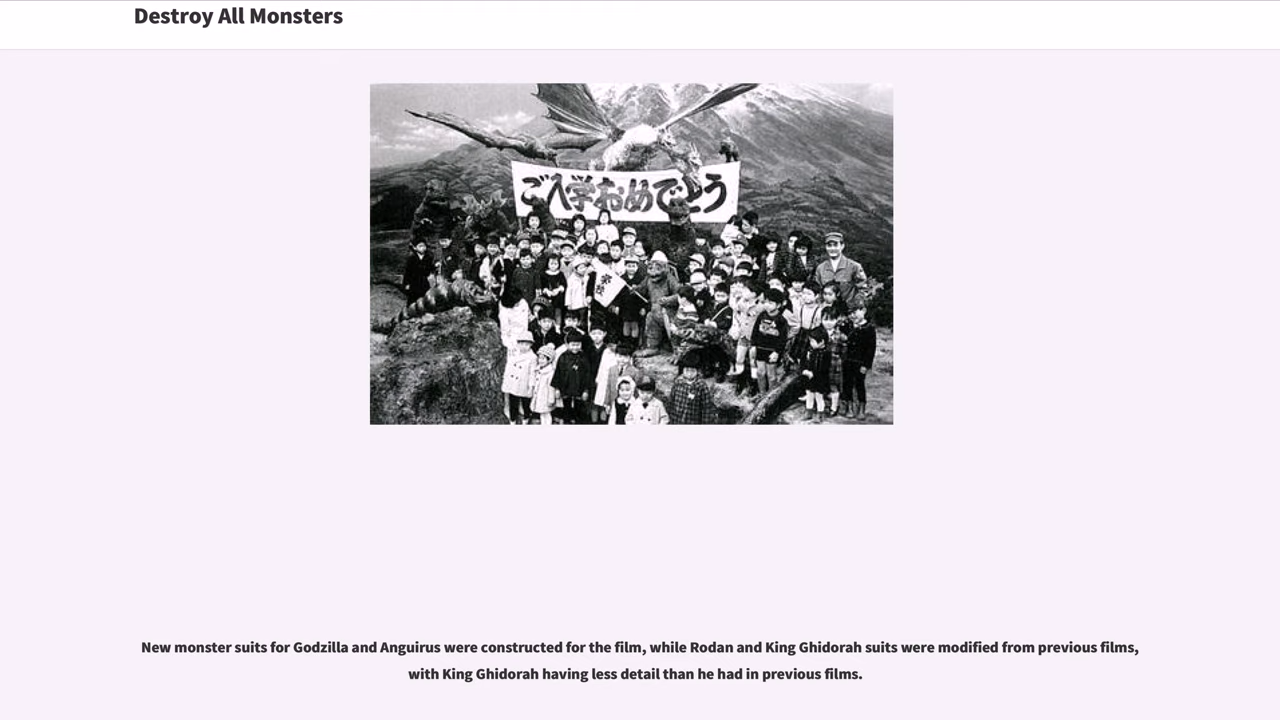 Destroy All Monsters
ご入学おめでとう
New monster suits for Godzilla and Anguirus were constructed for the film, while Rodan and King Ghidorah suits were modified from previous films,
with King Ghidorah having less detail than he had in previous films.